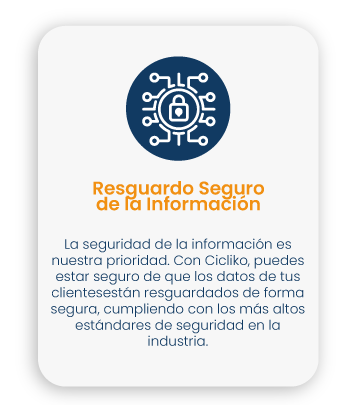 Resguardo Seguro
de la Información
La seguridad de la información es
nuestra prioridad. Con Cicliko, puedes
estar seguro de que los datos de tus
clientesestán resguardados de forma
segura, cumpliendo con los más altos
estándares de seguridad en la
industria.